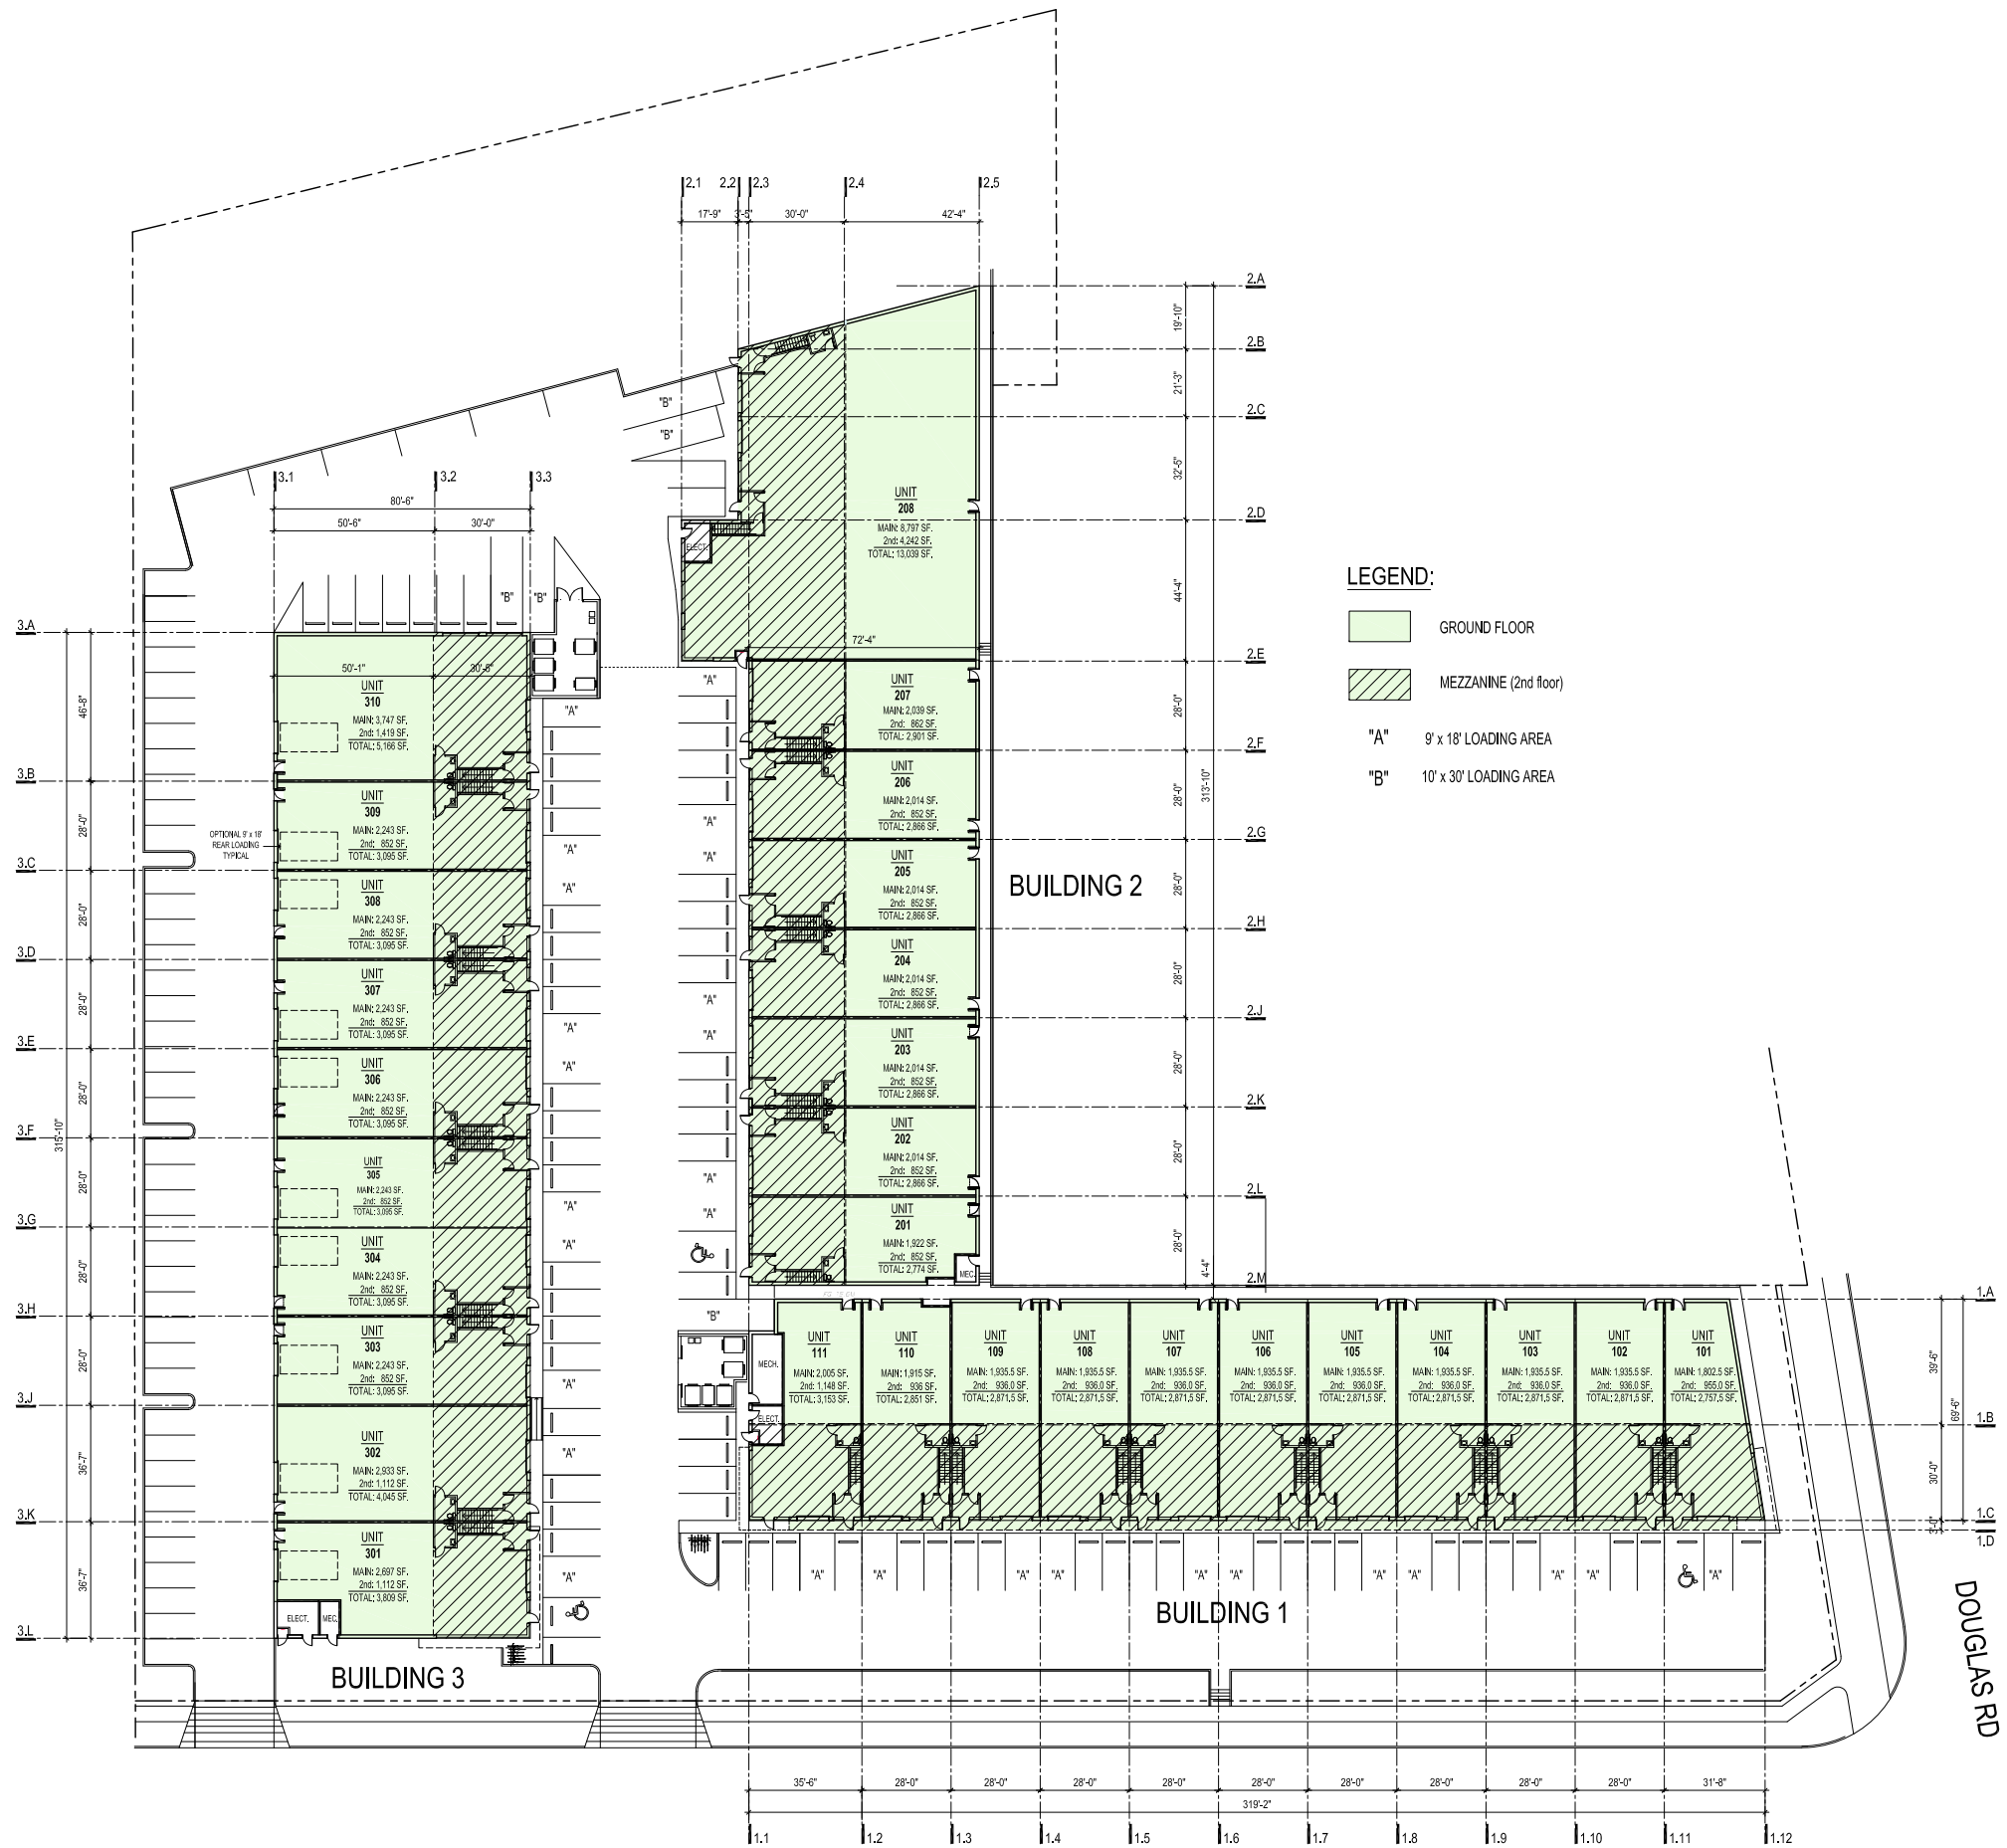 2.1
2.2
2.3
2.4
2.5
17'-9"
3'-5"
30'-0"
42'-4"
2.A
2.B
2.C
2.D
2.E
2.F
2.G
2.H
2.J
2.K
2.L
2.M
19'-10"
21'-3"
32'-5"
44'-4"
28'-0"
28'-0"
28'-0"
28'-0"
28'-0"
28'-0"
28'-0"
4'-4"
313'-10"
"B"
"B"
ELECT.
UNIT
208
MAIN: 8,797 SF.
2nd: 4,242 SF.
TOTAL: 13,039 SF.
72'-4"
UNIT
207
MAIN: 2,039 SF.
2nd: 862 SF.
TOTAL: 2,901 SF.
UNIT
206
MAIN: 2,014 SF.
2nd: 852 SF.
TOTAL: 2,866 SF.
UNIT
205
MAIN: 2,014 SF.
2nd: 852 SF.
TOTAL: 2,866 SF.
UNIT
204
MAIN: 2,014 SF.
2nd: 852 SF.
TOTAL: 2,866 SF.
UNIT
203
MAIN: 2,014 SF.
2nd: 852 SF.
TOTAL: 2,866 SF.
UNIT
202
MAIN: 2,014 SF.
2nd: 852 SF.
TOTAL: 2,866 SF.
UNIT
201
MAIN: 1,922 SF.
2nd: 852 SF.
TOTAL: 2,774 SF.
MEC.
"A"
"A"
"A"
"A"
"A"
"A"
"A"
"A"
"B"
BUILDING 2
LEGEND:
GROUND FLOOR
MEZZANINE (2nd floor)
"A" 9' x 18' LOADING AREA
"B" 10' x 30' LOADING AREA
3.1
3.2
3.3
80'-6"
50'-6"
30'-0"
"B"
"B"
3.A
3.B
3.C
3.D
3.E
3.F
3.G
3.H
3.J
3.K
3.L
46'-8"
28'-0"
28'-0"
28'-0"
28'-0"
28'-0"
28'-0"
28'-0"
36'-7"
36'-7"
315'-10"
OPTIONAL 9' x 18'
REAR LOADING
TYPICAL
50'-1"
30'-5"
UNIT
310
MAIN: 3,747 SF.
2nd: 1,419 SF.
TOTAL: 5,166 SF.
UNIT
309
MAIN: 2,243 SF.
2nd: 852 SF.
TOTAL: 3,095 SF.
UNIT
308
MAIN: 2,243 SF.
2nd: 852 SF.
TOTAL: 3,095 SF.
UNIT
307
MAIN: 2,243 SF.
2nd: 852 SF.
TOTAL: 3,095 SF.
UNIT
306
MAIN: 2,243 SF.
2nd: 852 SF.
TOTAL: 3,095 SF.
UNIT
305
MAIN: 2,243 SF.
2nd: 852 SF.
TOTAL: 3,095 SF.
UNIT
304
MAIN: 2,243 SF.
2nd: 852 SF.
TOTAL: 3,095 SF.
UNIT
303
MAIN: 2,243 SF.
2nd: 852 SF.
TOTAL: 3,095 SF.
UNIT
302
MAIN: 2,933 SF.
2nd: 1,112 SF.
TOTAL: 4,045 SF.
UNIT
301
MAIN: 2,697 SF.
2nd: 1,112 SF.
TOTAL: 3,809 SF.
ELECT.
MEC.
"A"
"A"
"A"
"A"
"A"
"A"
"A"
"A"
"A"
"A"
BUILDING 3
MECH.
ELECT.
UNIT
111
MAIN: 2,005 SF.
2nd: 1,148 SF.
TOTAL: 3,153 SF.
UNIT
110
MAIN: 1,915 SF.
2nd: 936 SF.
TOTAL: 2,851 SF.
UNIT
109
MAIN: 1,935.5 SF.
2nd: 936.0 SF.
TOTAL: 2,871.5 SF.
UNIT
108
MAIN: 1,935.5 SF.
2nd: 936.0 SF.
TOTAL: 2,871.5 SF.
UNIT
107
MAIN: 1,935.5 SF.
2nd: 936.0 SF.
TOTAL: 2,871.5 SF.
UNIT
106
MAIN: 1,935.5 SF.
2nd: 936.0 SF.
TOTAL: 2,871.5 SF.
UNIT
105
MAIN: 1,935.5 SF.
2nd: 936.0 SF.
TOTAL: 2,871.5 SF.
UNIT
104
MAIN: 1,935.5 SF.
2nd: 936.0 SF.
TOTAL: 2,871.5 SF.
UNIT
103
MAIN: 1,935.5 SF.
2nd: 936.0 SF.
TOTAL: 2,871.5 SF.
UNIT
102
MAIN: 1,935.5 SF.
2nd: 936.0 SF.
TOTAL: 2,871.5 SF.
UNIT
101
MAIN: 1,802.5 SF.
2nd: 955.0 SF.
TOTAL: 2,757.5 SF.
1.A
1.B
1.C
1.D
39'-6"
30'-0"
3'-0"
69'-6"
"A"
"A"
"A"
"A"
"A"
"A"
"A"
"A"
"A"
"A"
"A"
BUILDING 1
DOUGLAS RD
35'-6"
28'-0"
28'-0"
28'-0"
28'-0"
28'-0"
28'-0"
28'-0"
28'-0"
28'-0"
31'-8"
319'-2"
1.1
1.2
1.3
1.4
1.5
1.6
1.7
1.8
1.9
1.10
1.11
1.12